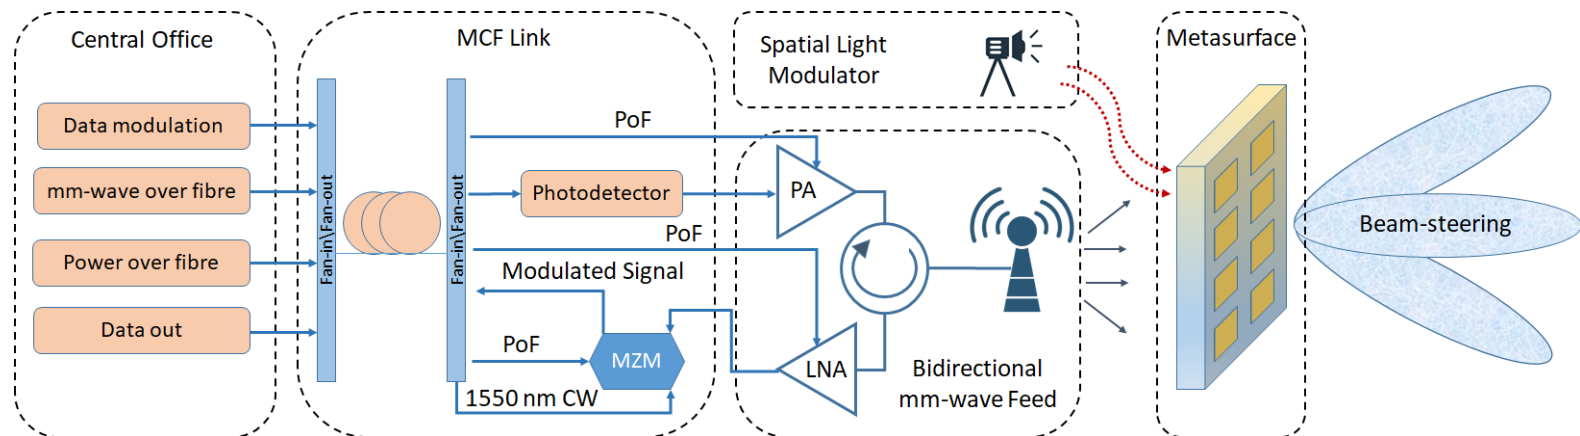 Central Office
Data modulation
mm-wave over fibre
Power over fibre
Data out
MCF Link
Fan-in\Fan-out
Fan-in\Fan-out
PoF
Photodetector
PoF
Modulated Signal
PoF
MZM
1550 nm CW
Spatial Light
Modulator
PA
LNA
Bidirectional
mm-wave Feed
Metasurface
Beam-steering